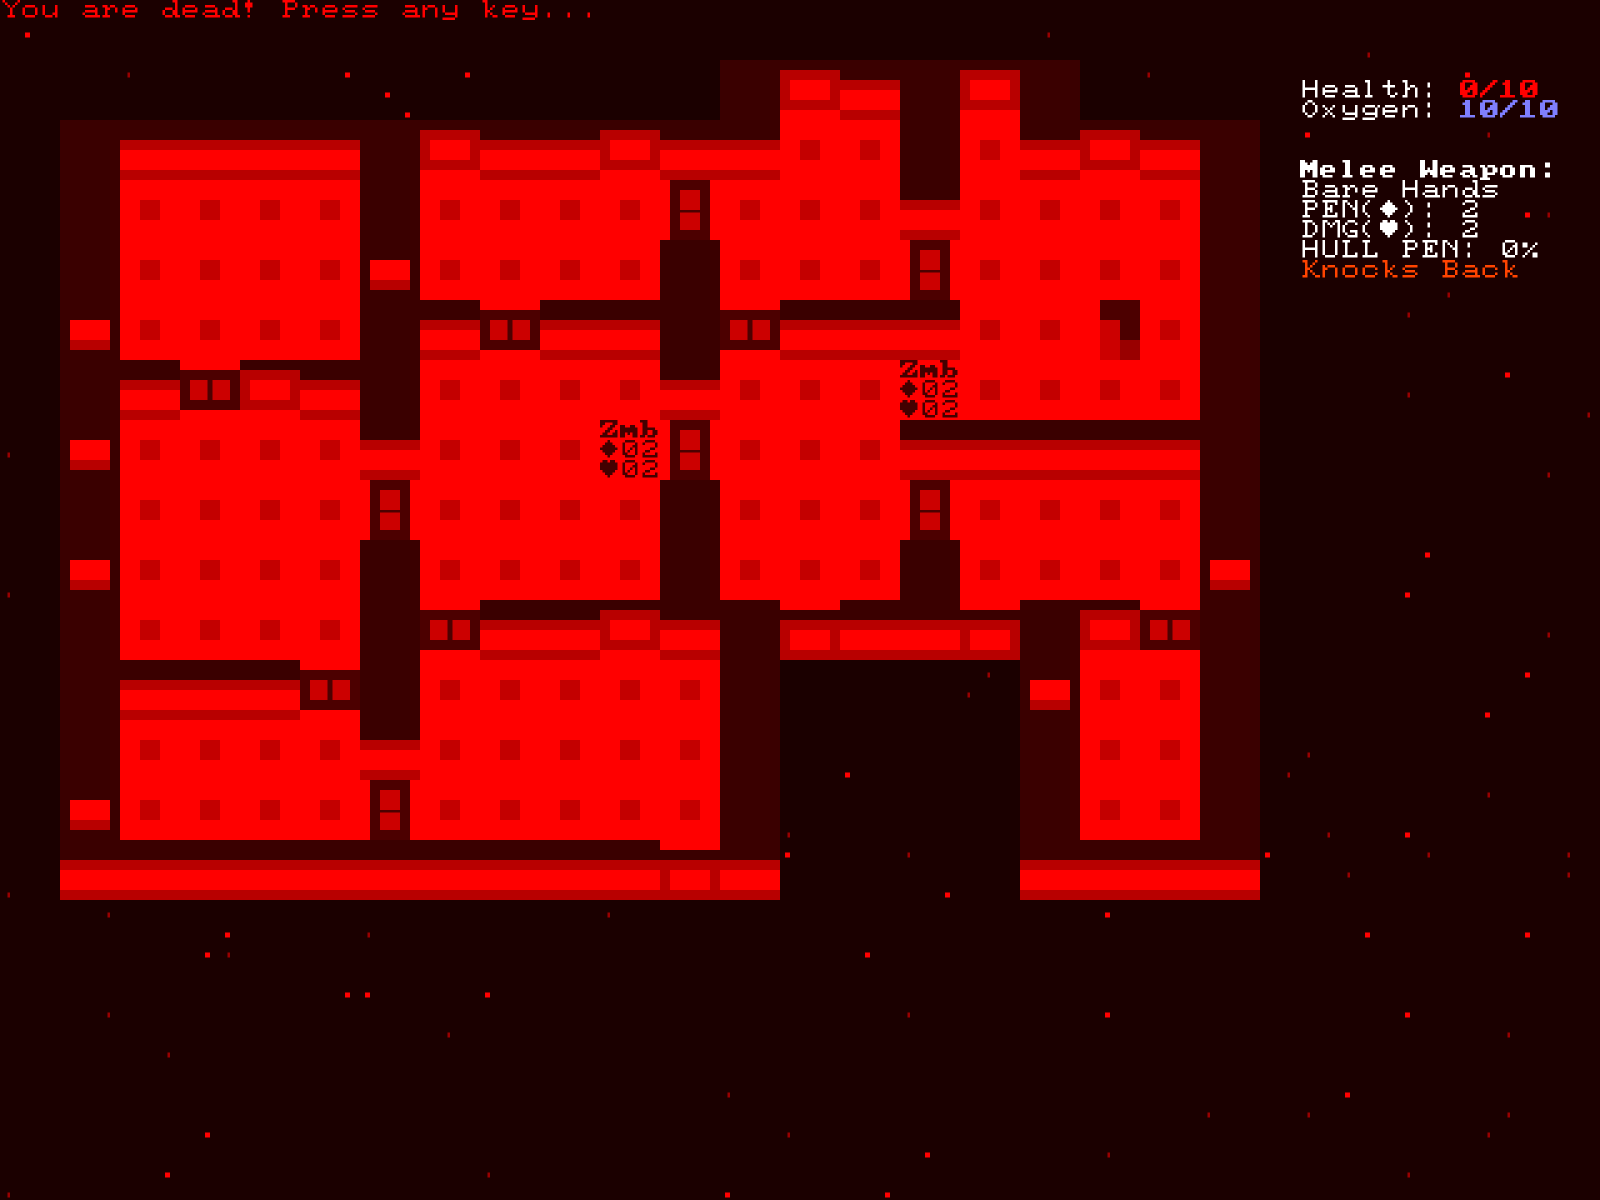 You are dead! Press any key...
Health: 0/10
Oxygen: 10/10
Melee Weapon:
Bare Hands
PEN(♦): 2
DMG(♥): 2
HULL PEN: 0%
Knocks Back
Zmb
♦02
♥02
Zmb
♦02
♥02